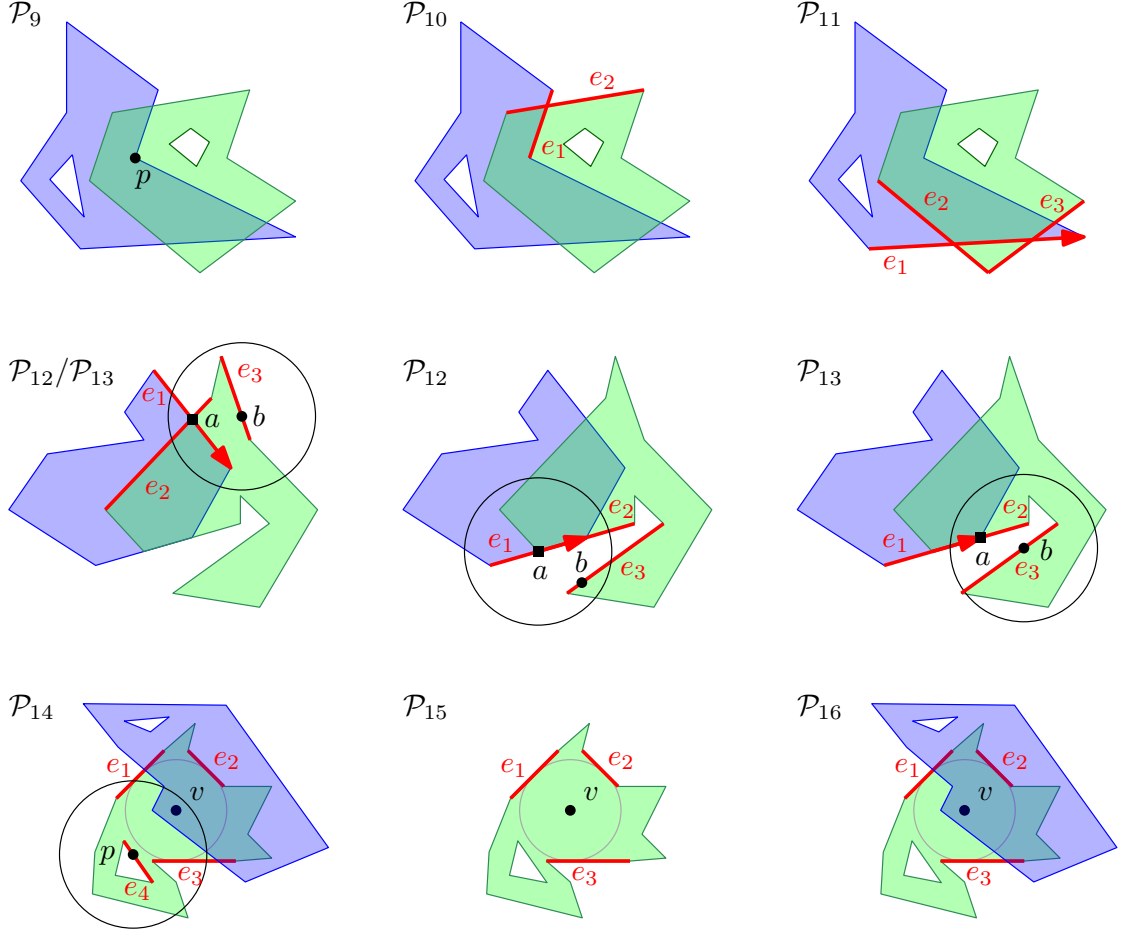 𝒫₉ 𝒫₁₀ 𝒫₁₁
p
e₂
e₁
e₂ e₃
e₁
𝒫₁₂/𝒫₁₃ 𝒫₁₂ 𝒫₁₃
e₁ e₃
a b
e₂
e₁ e₂
a b
e₃
e₁ e₂
a b
e₃
𝒫₁₄ 𝒫₁₅ 𝒫₁₆
e₁ e₂
v
p
e₄ e₃
e₁ e₂
v
e₃
e₁ e₂
v
e₃